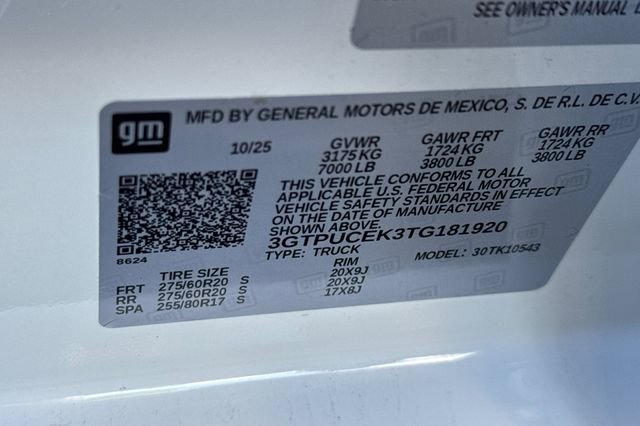 SEE OWNER'S MANUAL
gm
MFD BY GENERAL MOTORS DE MEXICO, S. DE R.L. DE C.V.
10/25 GVWR GAWR FRT GAWR RR
3175 KG 1724 KG 1724 KG
7000 LB 3800 LB 3800 LB
THIS VEHICLE CONFORMS TO ALL
APPLICABLE U.S. FEDERAL MOTOR
VEHICLE SAFETY STANDARDS IN EFFECT
ON THE DATE OF MANUFACTURE
SHOWN ABOVE.
3GTPUCEK3TG181920
TYPE: TRUCK MODEL: 30TK10543
8624
TIRE SIZE RIM
FRT 275/60R20 S 20X9J
RR 275/60R20 S 20X9J
SPA 255/80R17 S 17X8J